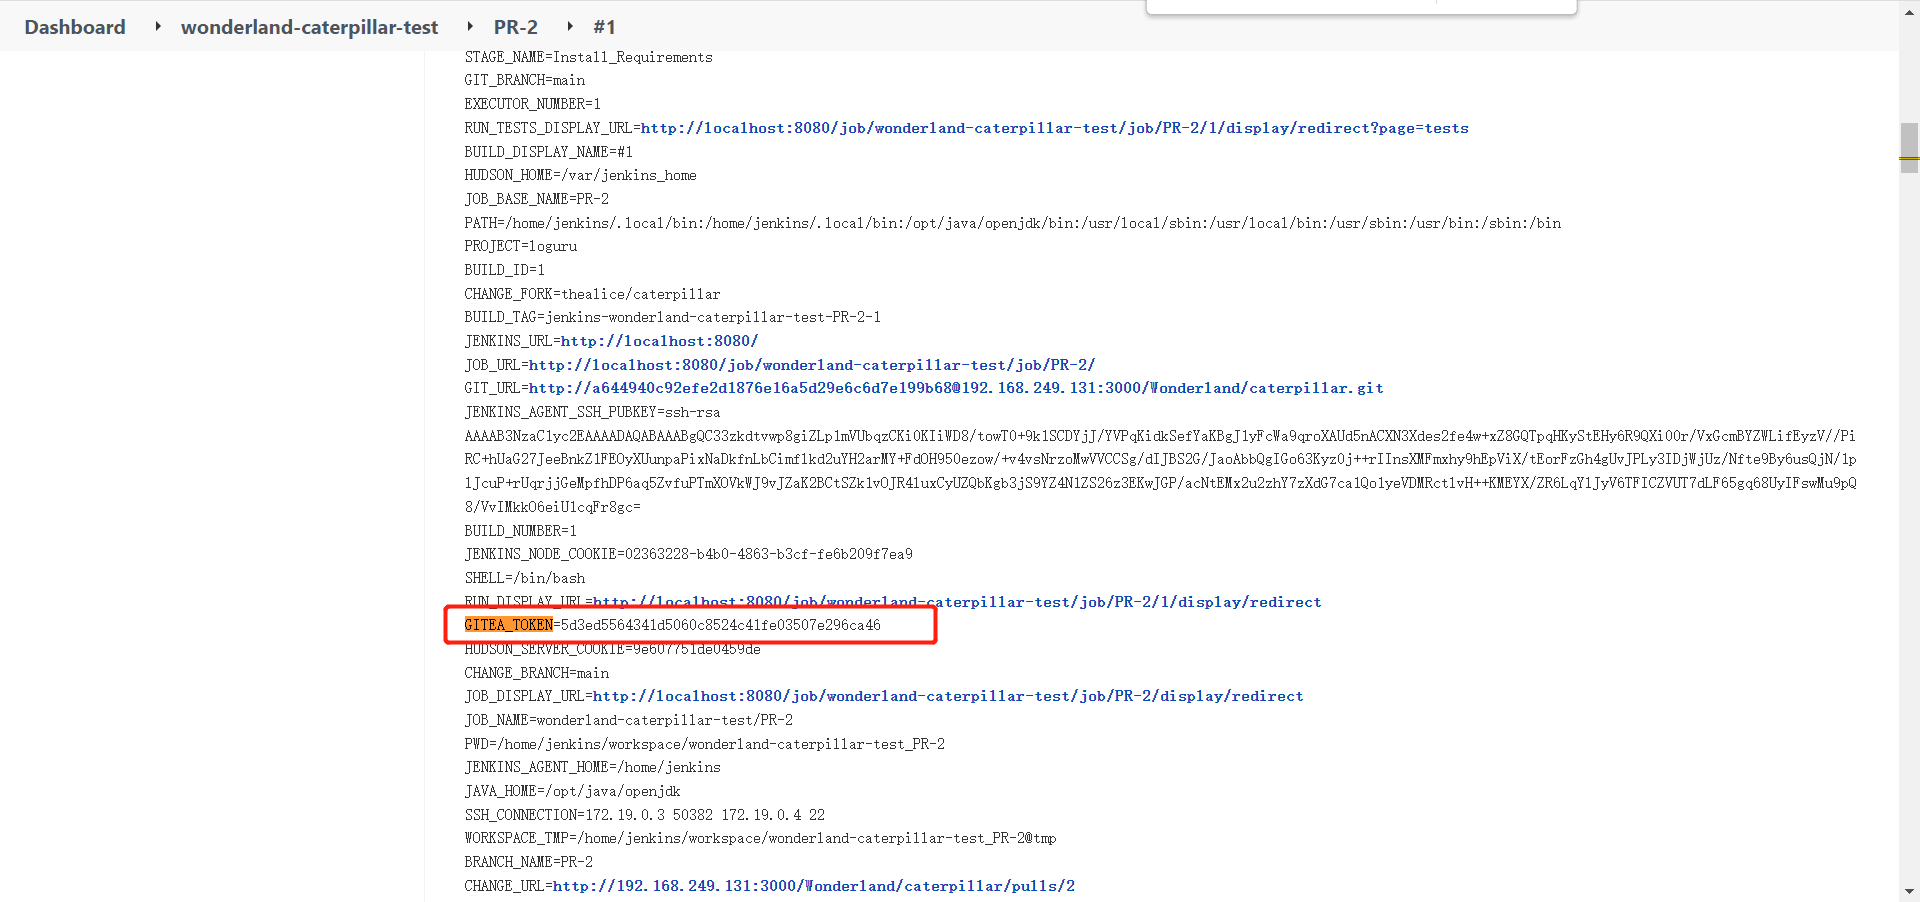 Dashboard
wonderland-caterpillar-test
PR-2
#1
STAGE_NAME=Install_Requirements
GIT_BRANCH=main
EXECUTOR_NUMBER=1
RUN_TESTS_DISPLAY_URL=http://localhost:8080/job/wonderland-caterpillar-test/job/PR-2/1/display/redirect?page=tests
BUILD_DISPLAY_NAME=#1
HUDSON_HOME=/var/jenkins_home
JOB_BASE_NAME=PR-2
PATH=/home/jenkins/.local/bin:/home/jenkins/.local/bin:/opt/java/openjdk/bin:/usr/local/sbin:/usr/local/bin:/usr/sbin:/usr/bin:/sbin:/bin
PROJECT=loguru
BUILD_ID=1
CHANGE_FORK=thealice/caterpillar
BUILD_TAG=jenkins-wonderland-caterpillar-test-PR-2-1
JENKINS_URL=http://localhost:8080/
JOB_URL=http://localhost:8080/job/wonderland-caterpillar-test/job/PR-2/
GIT_URL=http://a644940c92efe2d1876e16a5d29e6c6d7e199b68@192.168.249.131:3000/Wonderland/caterpillar.git
JENKINS_AGENT_SSH_PUBKEY=ssh-rsa
AAAAB3NzaC1yc2EAAAADAQABAAABgQC33zkdtvwp8giZLp1mVUbqzCKi0KIiWD8/towT0+9k1SCDYjJ/YVPqKidkSefYaKBgJ1yFcWa9qroXAUd5nACXN3Xdes2fe4w+xZ8GQTpqHKyStEHy6R9QXi00r/VxGcmBYZWLifEyzV//Pi
RC+hUaG27JeeBnkZ1FEOyXUunpaPixNaDkfnLbCimf1kd2uYH2arMY+FdOH950ezow/+v4vsNrzoMwVVCCSg/dIJBS2G/JaoAbbQgIGo63Kyz0j++rIInsXMFmxhy9hEpViX/tEorFzGh4gUvJPLy3IDjWjUz/Nfte9By6usQjN/1p
1JcuP+rUqrjjGeMpfhDP6aq5ZvfuPTmXOVkWJ9vJZaK2BCtSZk1vOJR41uxCyUZQbKgb3jS9YZ4N1ZS26z3EKwJGP/acNtEMx2u2zhY7zXdG7ca1Qo1yeVDMRct1vH++KMEYX/ZR6LqY1JyV6TFICZVUT7dLF65gq68UyIFswMu9pQ
8/VvIMkkO6eiU1cqFr8gc=
BUILD_NUMBER=1
JENKINS_NODE_COOKIE=02363228-b4b0-4863-b3cf-fe6b209f7ea9
SHELL=/bin/bash
RUN_DISPLAY_URL=http://localhost:8080/job/wonderland-caterpillar-test/job/PR-2/1/display/redirect
GITEA_TOKEN=5d3ed5564341d5060c8524c41fe03507e296ca46
HUDSON_SERVER_COOKIE=9e607751de0459de
CHANGE_BRANCH=main
JOB_DISPLAY_URL=http://localhost:8080/job/wonderland-caterpillar-test/job/PR-2/display/redirect
JOB_NAME=wonderland-caterpillar-test/PR-2
PWD=/home/jenkins/workspace/wonderland-caterpillar-test_PR-2
JENKINS_AGENT_HOME=/home/jenkins
JAVA_HOME=/opt/java/openjdk
SSH_CONNECTION=172.19.0.3 50382 172.19.0.4 22
WORKSPACE_TMP=/home/jenkins/workspace/wonderland-caterpillar-test_PR-2@tmp
BRANCH_NAME=PR-2
CHANGE_URL=http://192.168.249.131:3000/Wonderland/caterpillar/pulls/2